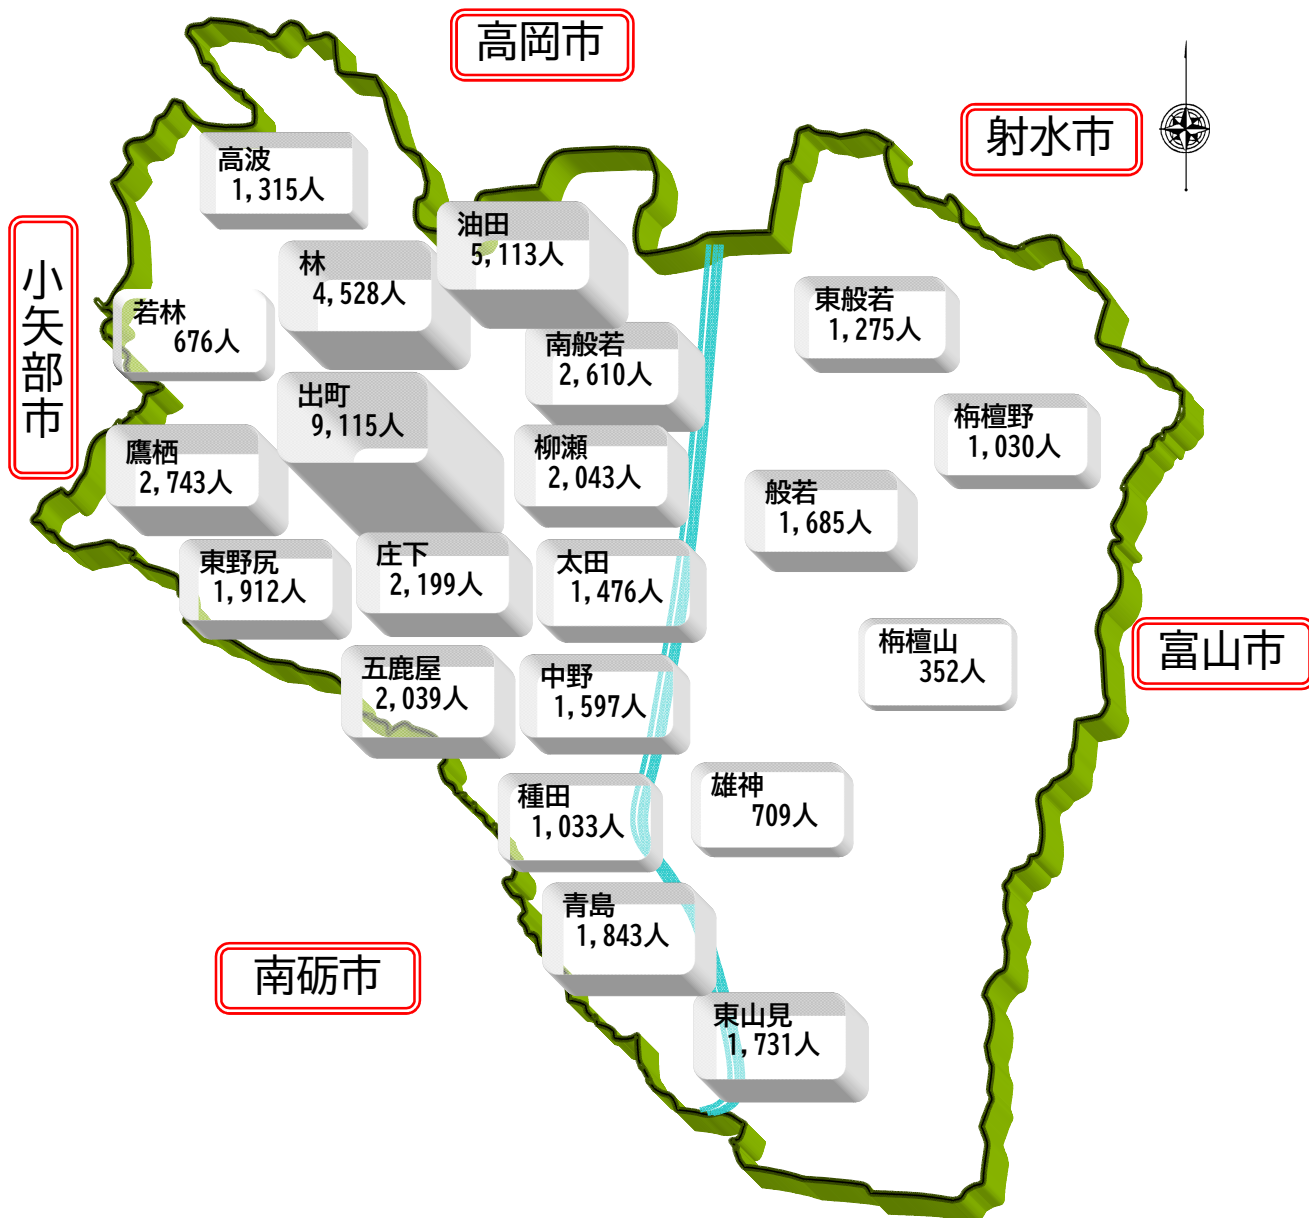 高岡市
射水市
高波
1,315人
油田
5,113人
林
4,528人
小矢部市
若林
676人
東般若
1,275人
南般若
2,610人
出町
9,115人
栴檀野
1,030人
鷹栖
2,743人
柳瀬
2,043人
般若
1,685人
東野尻
1,912人
庄下
2,199人
太田
1,476人
栴檀山
352人
富山市
五鹿屋
2,039人
中野
1,597人
種田
1,033人
雄神
709人
青島
1,843人
南砺市
東山見
1,731人